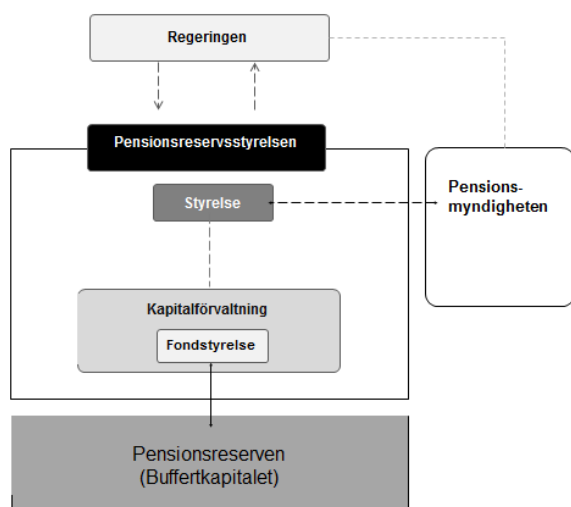 Regeringen
Pensionsreservsstyrelsen
Styrelse
Pensions-
myndigheten
Kapitalförvaltning
Fondstyrelse
Pensionsreserven
(Buffertkapitalet)